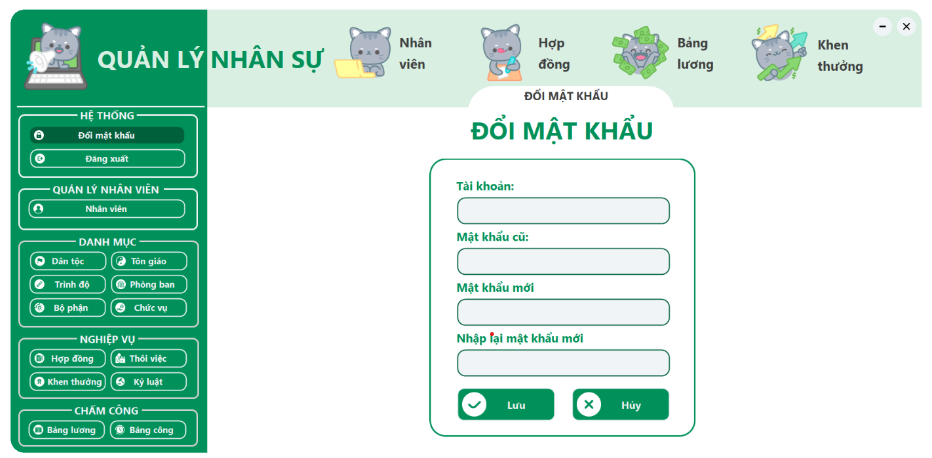 QUẢN LÝ NHÂN SỰ
Nhân
viên
Hợp
đồng
Bảng
lương
Khen
thưởng
ĐỔI MẬT KHẨU
HỆ THỐNG
Đổi mật khẩu
Đăng xuất
QUẢN LÝ NHÂN VIÊN
Nhân viên
DANH MỤC
Dân tộc
Tôn giáo
Trình độ
Phòng ban
Bộ phận
Chức vụ
NGHIỆP VỤ
Hợp đồng
Thôi việc
Khen thưởng
Kỷ luật
CHẤM CÔNG
Bảng lương
Bảng công
ĐỔI MẬT KHẨU
Tài khoản:
Mật khẩu cũ:
Mật khẩu mới
Nhập lại mật khẩu mới
Lưu
Hủy